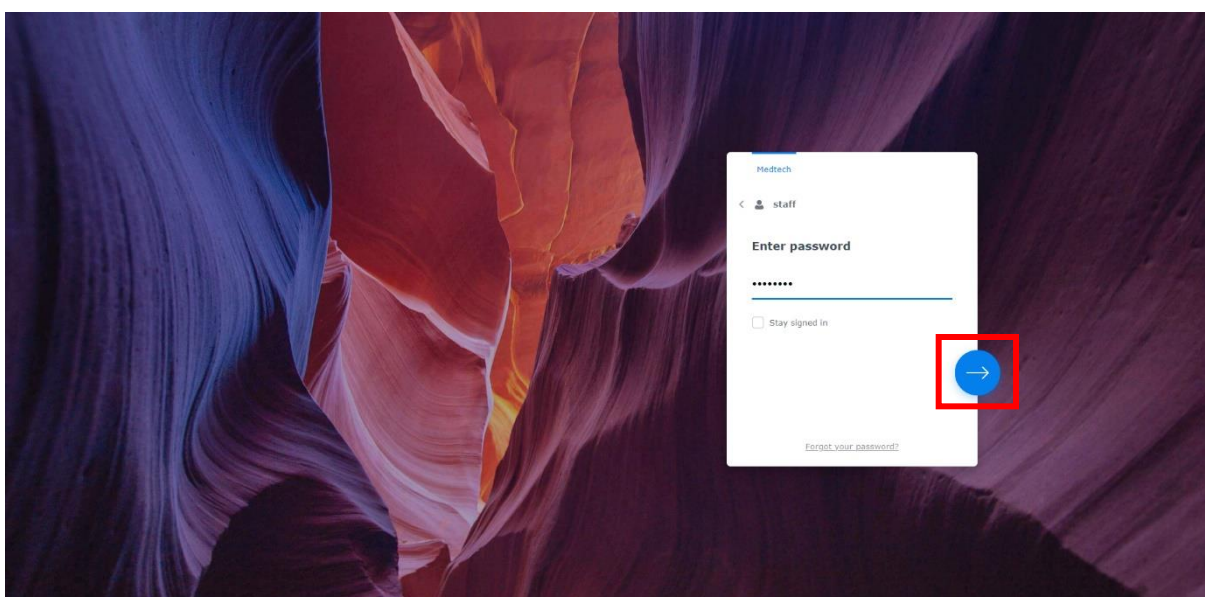 Medtech
staff
Enter password
••••••••
Stay signed in
Forgot your password?